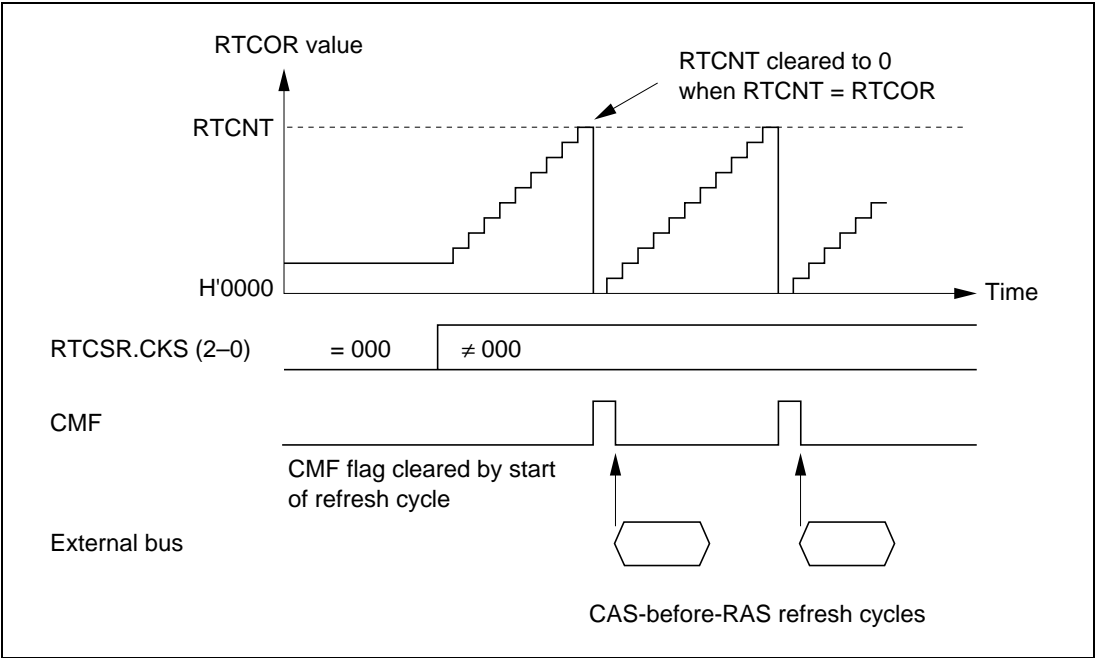 RTCOR value
RTCNT cleared to 0
when RTCNT = RTCOR
RTCNT
H'0000
Time
RTCSR.CKS (2–0)
= 000
≠ 000
CMF
CMF flag cleared by start
of refresh cycle
External bus
CAS-before-RAS refresh cycles